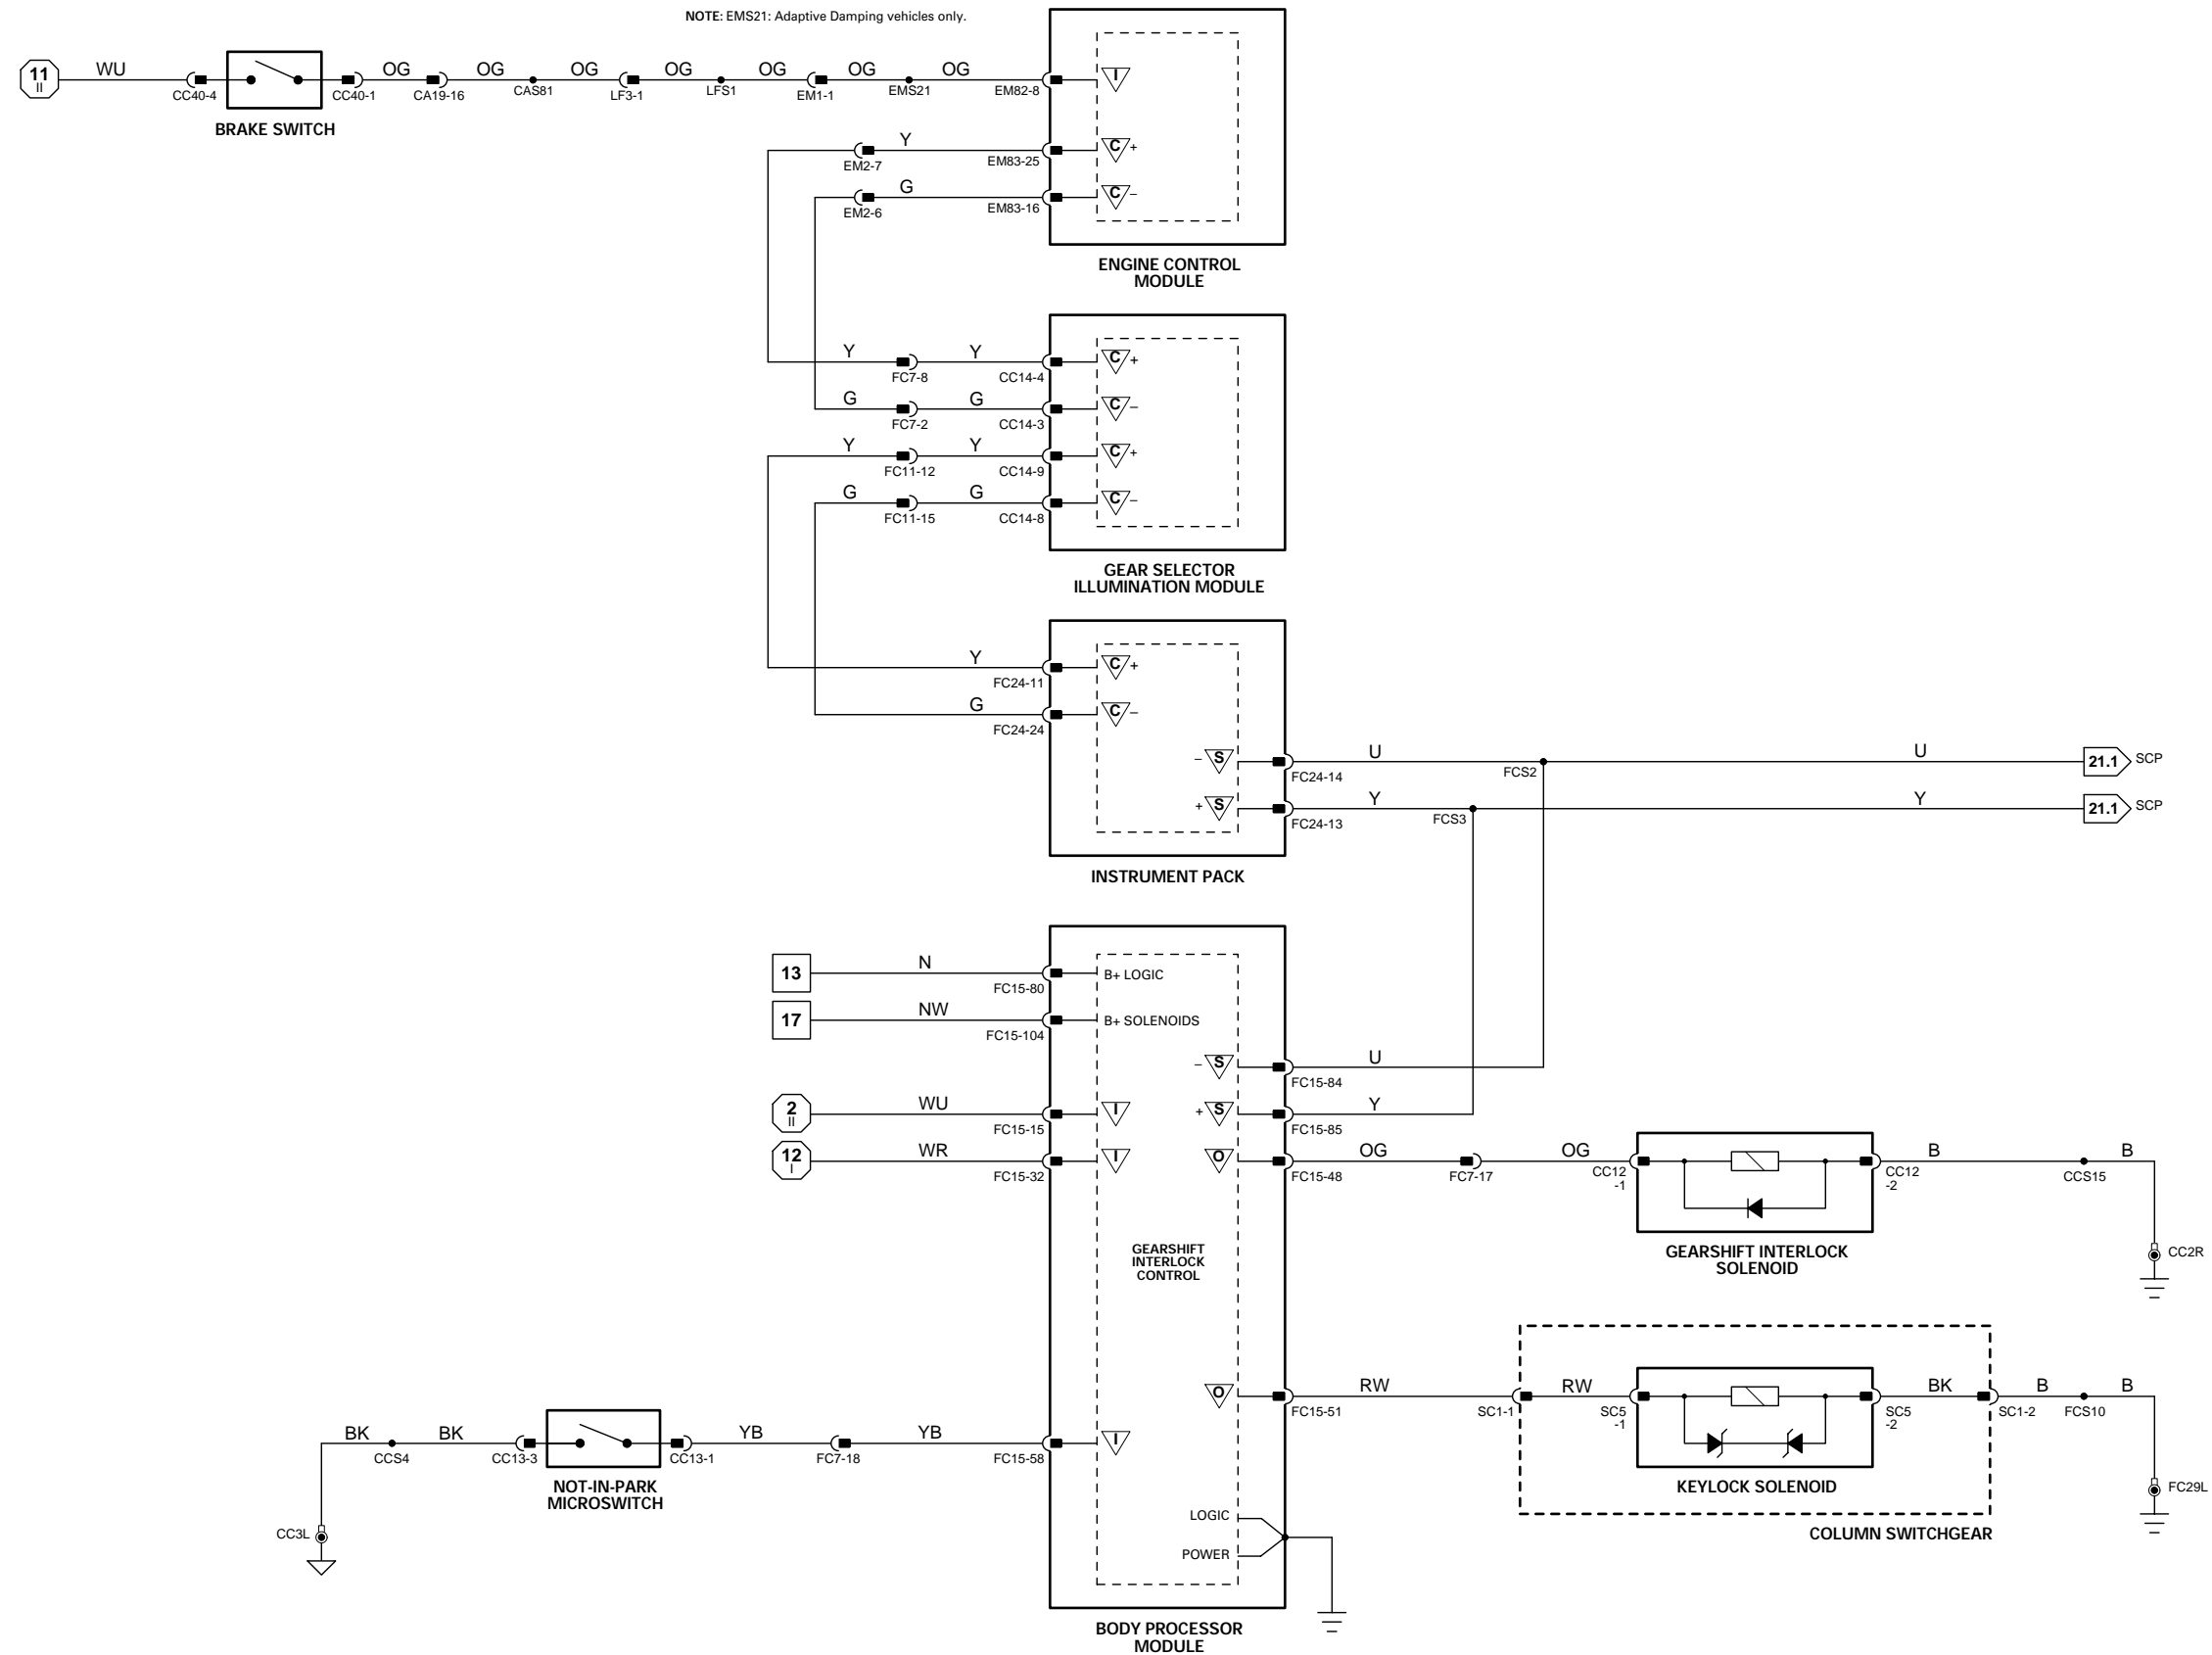 NOTE: EMS21: Adaptive Damping vehicles only.
11
II
WU
CC40-4
BRAKE SWITCH
CC40-1
OG
CA19-16
OG
CAS81
OG
LF3-1
OG
LFS1
OG
EM1-1
OG
EMS21
OG
EM82-8
I
EM2-7
Y
EM83-25
C +
EM2-6
G
EM83-16
C –
ENGINE CONTROL
MODULE
Y
FC7-8
Y
CC14-4
C +
G
FC7-2
G
CC14-3
C –
Y
FC11-12
Y
CC14-9
C +
G
FC11-15
G
CC14-8
C –
GEAR SELECTOR
ILLUMINATION MODULE
Y
FC24-11
C +
G
FC24-24
C –
– S
FC24-14
U
FCS2
U
21.1
SCP
+ S
FC24-13
Y
FCS3
Y
21.1
SCP
INSTRUMENT PACK
13
N
FC15-80
B+ LOGIC
17
NW
FC15-104
B+ SOLENOIDS
– S
FC15-84
U
2
II
WU
FC15-15
I
+ S
FC15-85
Y
12
I
WR
FC15-32
I
O
FC15-48
OG
FC7-17
OG
CC12
-1
CC12
-2
B
CCS15
B
CC2R
GEARSHIFT INTERLOCK
SOLENOID
GEARSHIFT
INTERLOCK
CONTROL
O
FC15-51
RW
SC1-1
RW
SC5
-1
SC5
-2
BK
SC1-2
B
FCS10
B
FC29L
KEYLOCK SOLENOID
COLUMN SWITCHGEAR
CC3L
BK
CCS4
BK
CC13-3
NOT-IN-PARK
MICROSWITCH
CC13-1
YB
FC7-18
YB
FC15-58
I
LOGIC
POWER
BODY PROCESSOR
MODULE